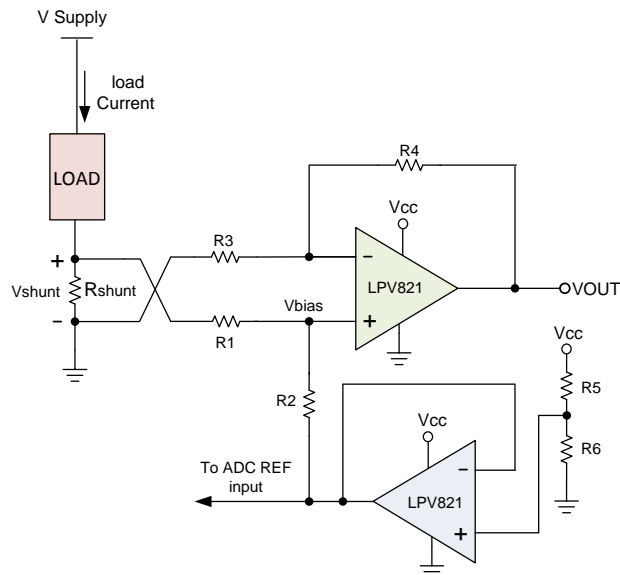 V Supply
load
Current
LOAD
+
Vshunt
Rshunt
-
R3
R1
Vbias
R4
Vcc
-
LPV821
+
VOUT
Vcc
R5
R6
R2
Vcc
-
LPV821
+
To ADC REF
input